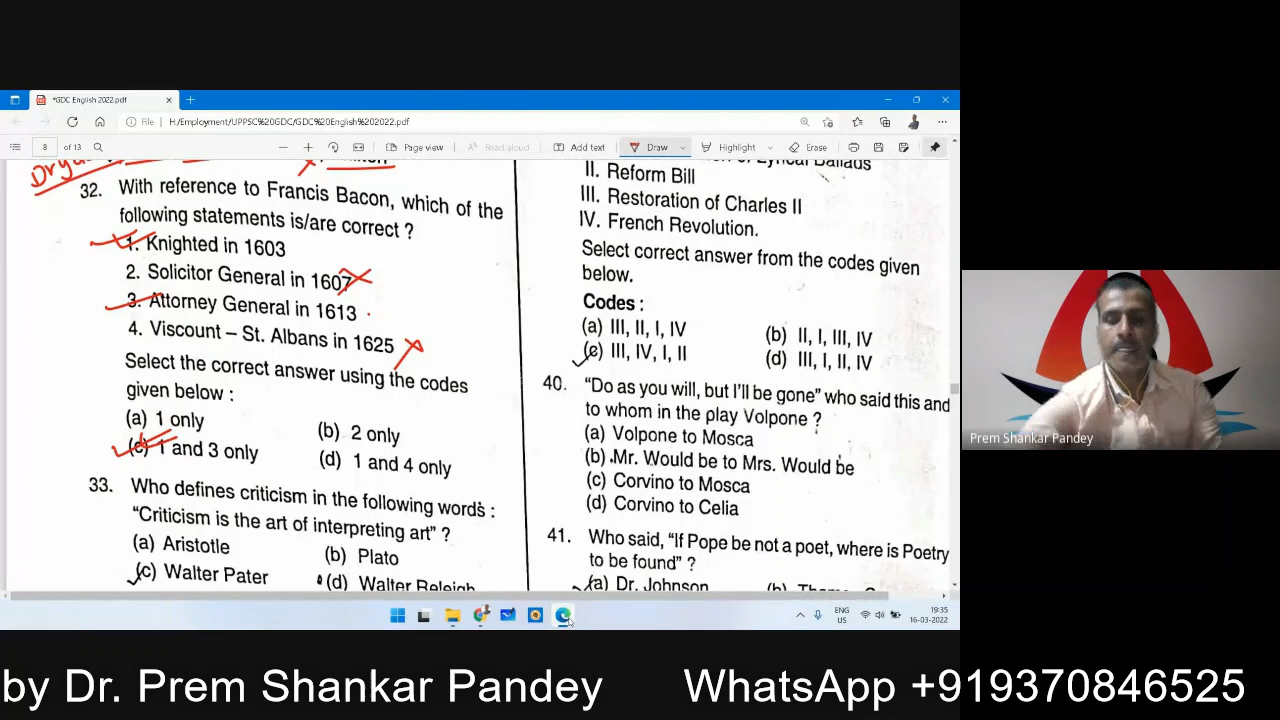 *GDC English 2022.pdf
File
H:/Employment/UPPSC%20GDC/GDC%20English%202022.pdf
8 of 13
Page view
Read aloud
Add text
Draw
Highlight
Erase
32. With reference to Francis Bacon, which of the
following statements is/are correct ?
1. Knighted in 1603
2. Solicitor General in 1607
3. Attorney General in 1613
4. Viscount – St. Albans in 1625
Select the correct answer using the codes
given below :
(a) 1 only
(b) 2 only
(c) 1 and 3 only
(d) 1 and 4 only
33. Who defines criticism in the following words :
“Criticism is the art of interpreting art” ?
(a) Aristotle
(b) Plato
(c) Walter Pater
(d) Walter Releigh
Lyrical Ballads
II. Reform Bill
III. Restoration of Charles II
IV. French Revolution.
Select correct answer from the codes given
below.
Codes :
(a) III, II, I, IV
(b) II, I, III, IV
(c) III, IV, I, II
(d) III, I, II, IV
40. “Do as you will, but I’ll be gone” who said this and
to whom in the play Volpone ?
(a) Volpone to Mosca
(b) Mr. Would be to Mrs. Would be
(c) Corvino to Mosca
(d) Corvino to Celia
41. Who said, “If Pope be not a poet, where is Poetry
to be found” ?
(a) Dr. Johnson
(b)
ENG
US
19:35
16-03-2022
Prem Shankar Pandey
by Dr. Prem Shankar Pandey WhatsApp +919370846525